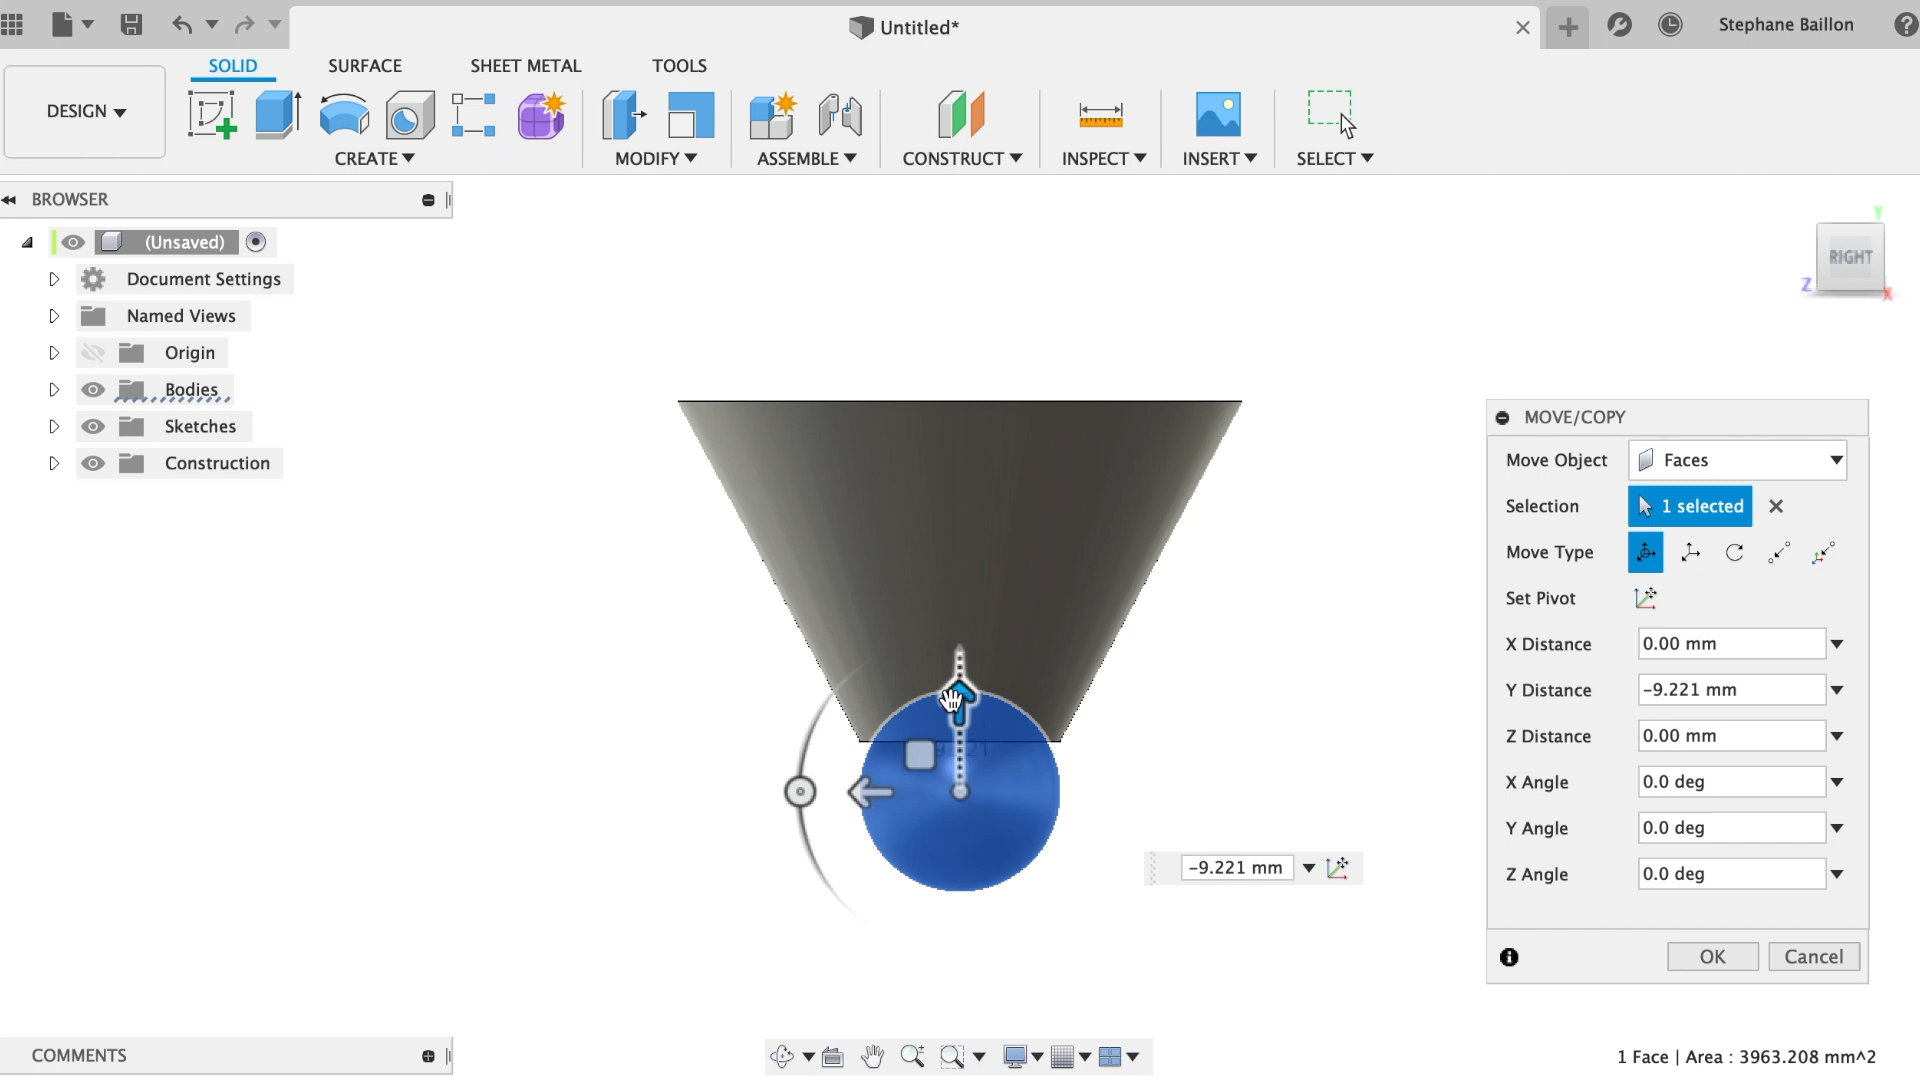 Untitled*
Stephane Baillon
SOLID SURFACE SHEET METAL TOOLS
DESIGN
CREATE MODIFY ASSEMBLE CONSTRUCT INSPECT INSERT SELECT
BROWSER
(Unsaved)
Document Settings
Named Views
Origin
Bodies
Sketches
Construction
Y
RIGHT
Z
X
MOVE/COPY
Move Object Faces
Selection 1 selected
Move Type
Set Pivot
X Distance 0.00 mm
Y Distance -9.221 mm
Z Distance 0.00 mm
X Angle 0.0 deg
Y Angle 0.0 deg
Z Angle 0.0 deg
-9.221 mm
OK Cancel
COMMENTS
1 Face | Area : 3963.208 mm^2